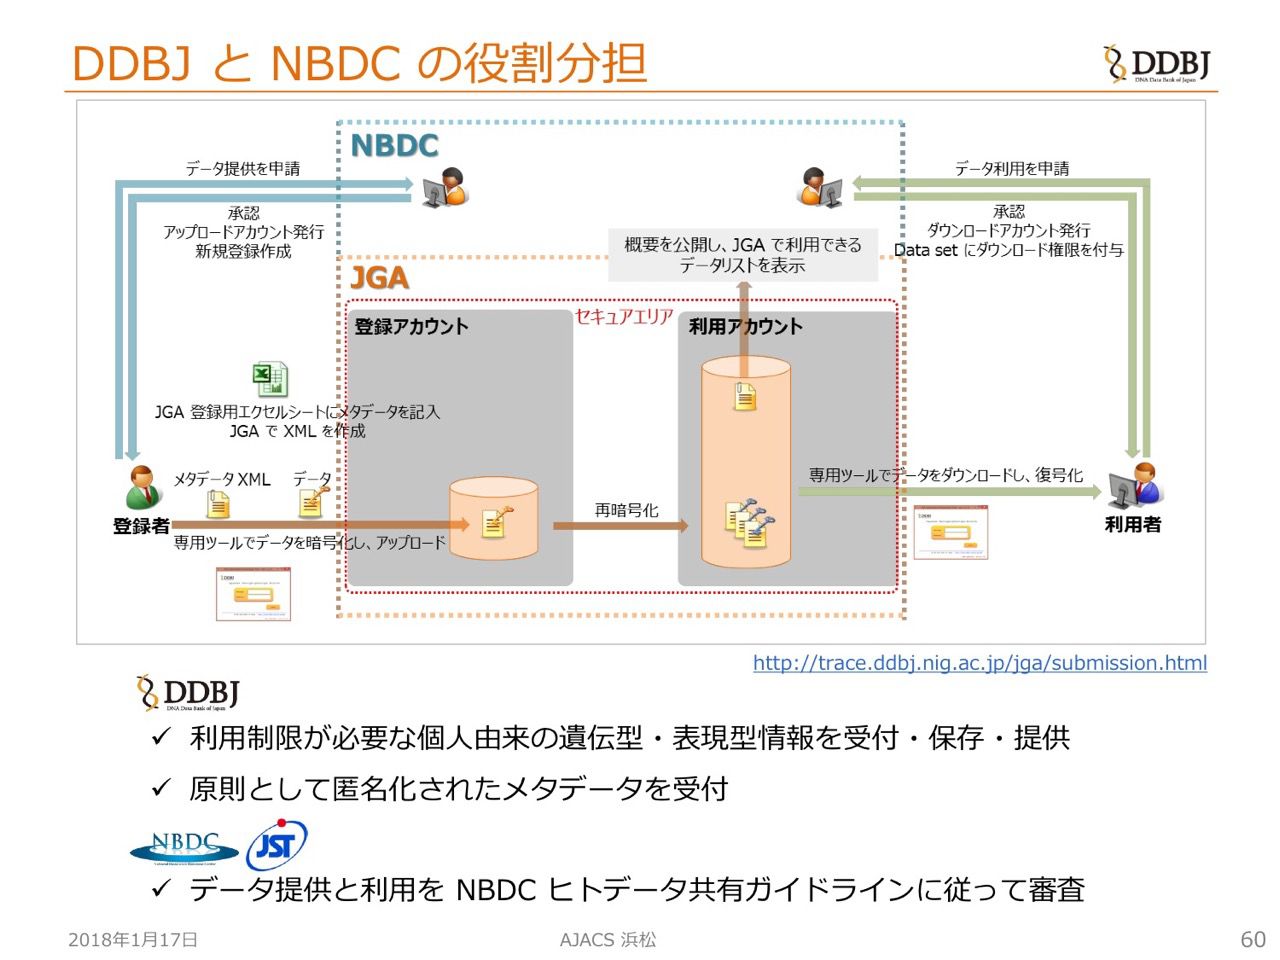 DDBJ と NBDC の役割分担
DDBJ
DNA Data Bank of Japan
NBDC
データ提供を申請
承認
アップロードアカウント発行
新規登録作成
データ利用を申請
承認
ダウンロードアカウント発行
Data set にダウンロード権限を付与
概要を公開し、JGA で利用できる
データリストを表示
JGA
セキュアエリア
登録アカウント
利用アカウント
JGA 登録用エクセルシートにメタデータを記入
JGA で XML を作成
メタデータ XML
データ
登録者
専用ツールでデータを暗号化し、アップロード
再暗号化
専用ツールでデータをダウンロードし、復号化
利用者
http://trace.ddbj.nig.ac.jp/jga/submission.html
DDBJ
DNA Data Bank of Japan
✓ 利用制限が必要な個人由来の遺伝型・表現型情報を受付・保存・提供
✓ 原則として匿名化されたメタデータを受付
NBDC
JST
✓ データ提供と利用を NBDC ヒトデータ共有ガイドラインに従って審査
2018年1月17日
AJACS 浜松
60